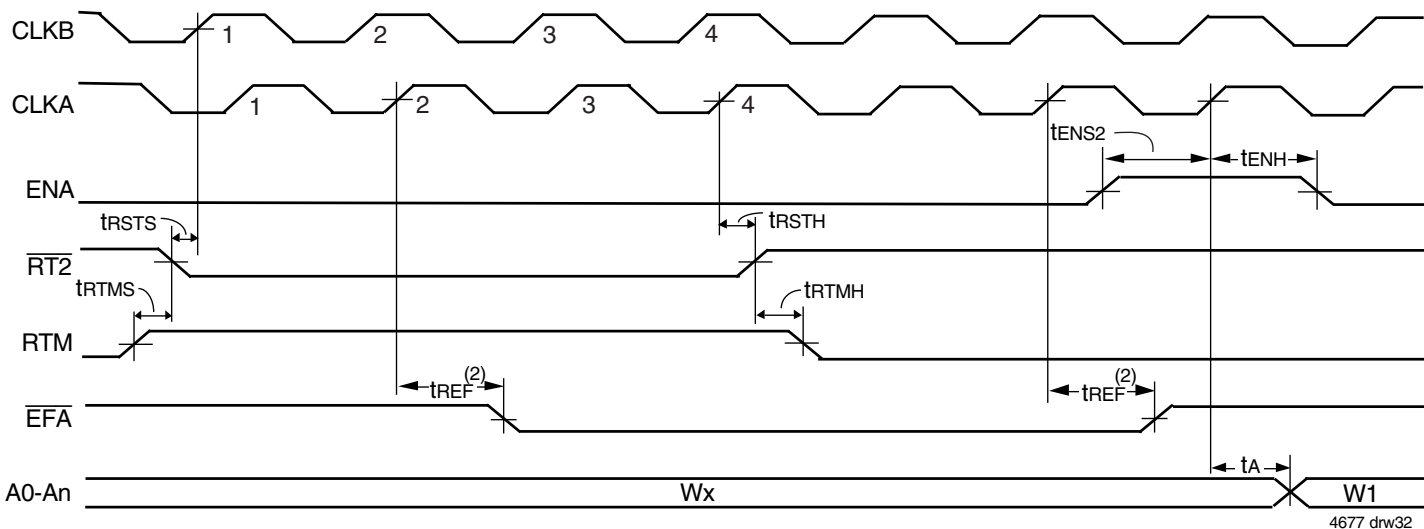 CLKB 1 2 3 4
CLKA 1 2 3 4
tENS2 tENH
ENA
tRSTS tRSTH
RT2
tRTMS tRTMH
RTM
tREF(2) tREF(2)
EFA
tA
A0-An Wx W1
4677 drw32